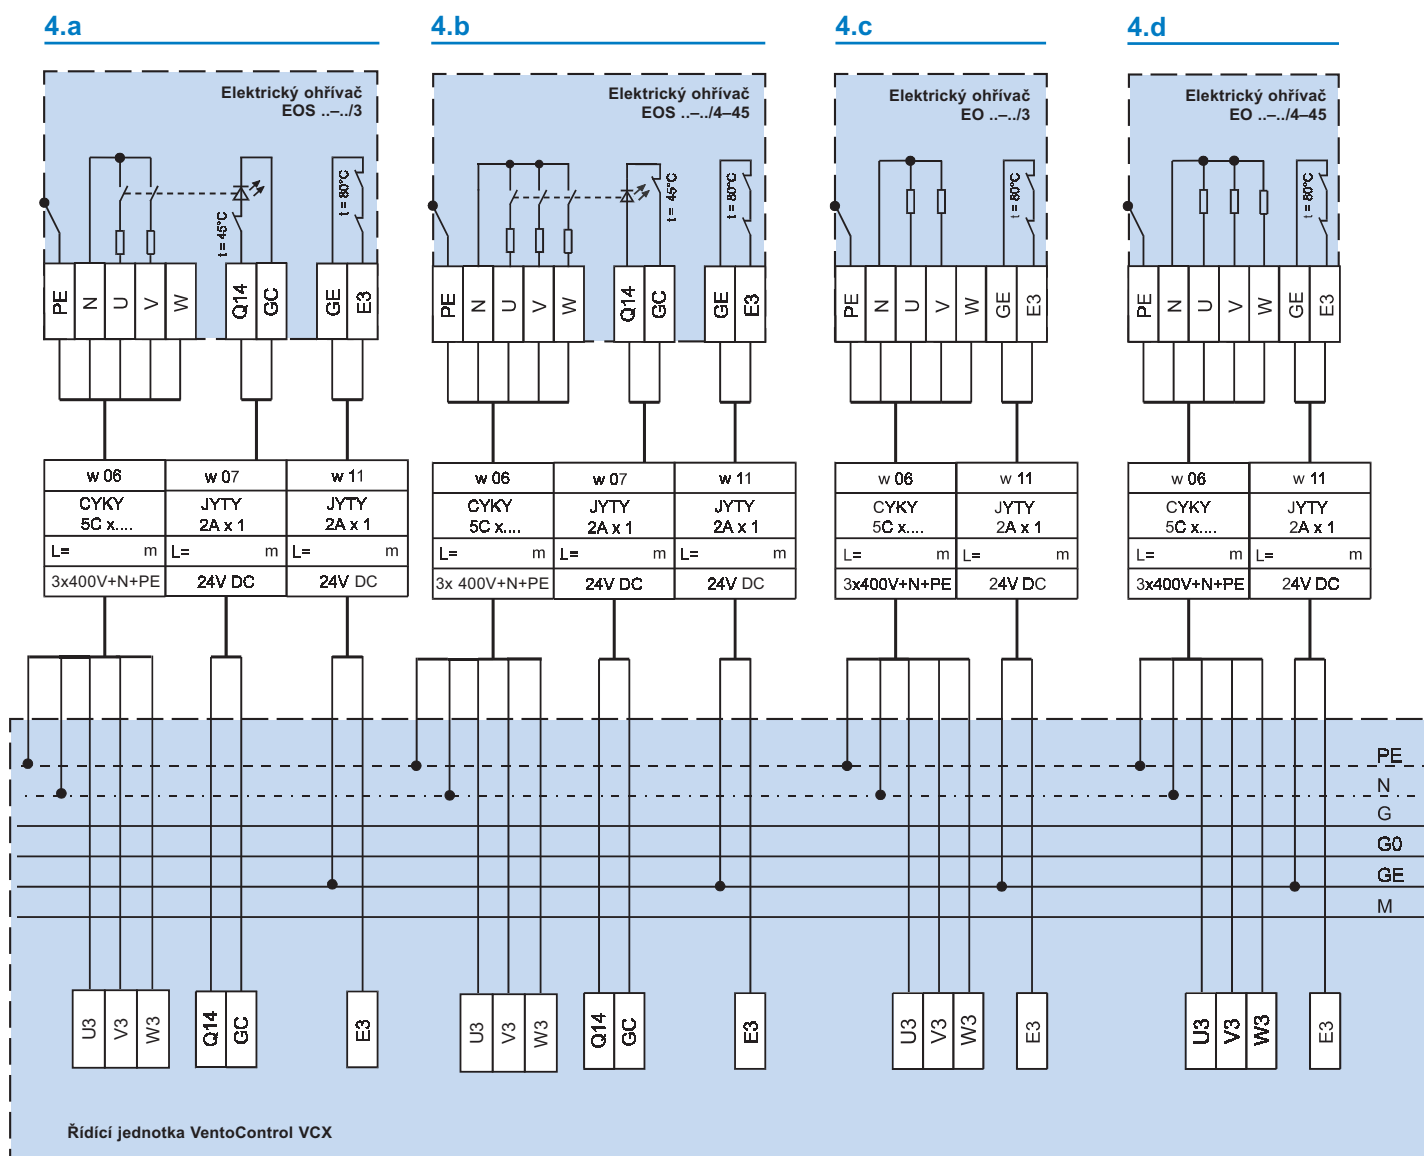 4.a
4.b
4.c
4.d
Elektrický ohřívač
EOS ..–../3
Elektrický ohřívač
EOS ..–../4–45
Elektrický ohřívač
EO ..–../3
Elektrický ohřívač
EO ..–../4–45
t = 45°C
t = 80°C
t = 45°C
t = 80°C
t = 80°C
t = 80°C
PE N U V W Q14 GC GE E3
PE N U V W Q14 GC GE E3
PE N U V W GE E3
PE N U V W GE E3
w 06 w 07 w 11
CYKY JYTY JYTY
5C x.... 2A x 1 2A x 1
L= m L= m L= m
3x400V+N+PE 24V DC 24V DC
w 06 w 07 w 11
CYKY JYTY JYTY
5C x.... 2A x 1 2A x 1
L= m L= m L= m
3x 400V+N+PE 24V DC 24V DC
w 06 w 11
CYKY JYTY
5C x.... 2A x 1
L= m L= m
3x400V+N+PE 24V DC
w 06 w 11
CYKY JYTY
5C x.... 2A x 1
L= m L= m
3x400V+N+PE 24V DC
PE
N
G
G0
GE
M
U3 V3 W3 Q14 GC E3
U3 V3 W3 Q14 GC E3
U3 V3 W3 E3
U3 V3 W3 E3
Řídící jednotka VentoControl VCX